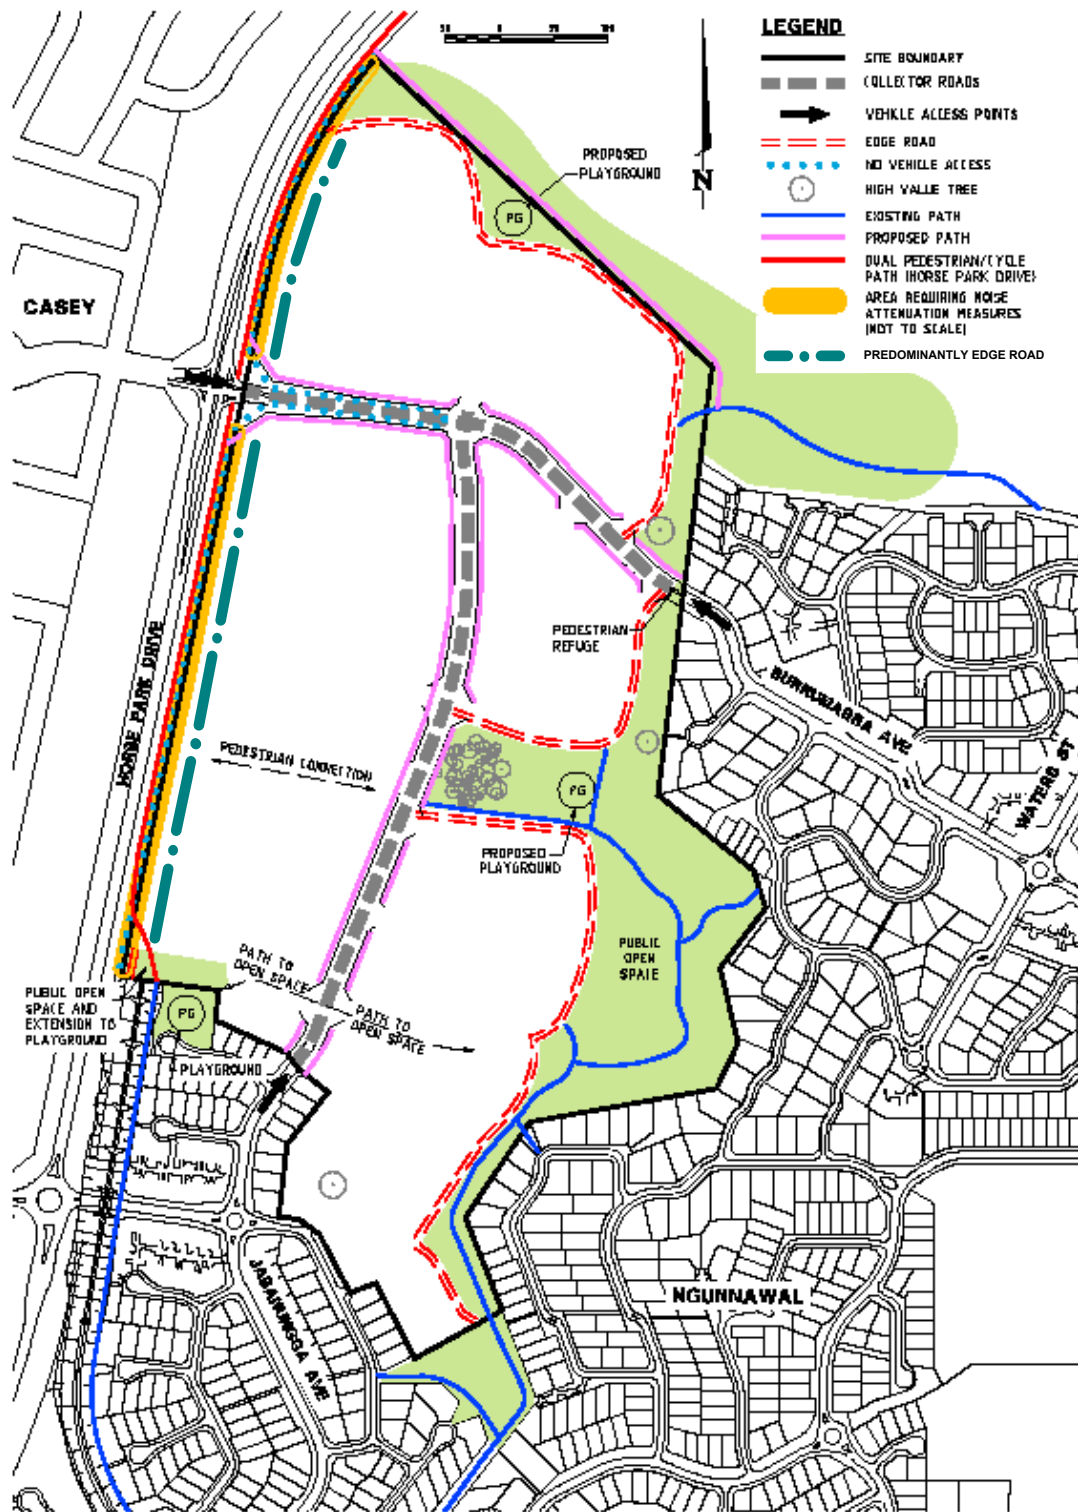 LEGEND
SITE BOUNDARY
COLLECTOR ROADS
VEHICLE ACCESS POINTS
EDGE ROAD
NO VEHICLE ACCESS
HIGH VALUE TREE
EXISTING PATH
PROPOSED PATH
DUAL PEDESTRIAN/CYCLE
PATH (HORSE PARK DRIVE)
AREA REQUIRING NOISE
ATTENUATION MEASURES
(NOT TO SCALE)
PREDOMINANTLY EDGE ROAD
N
PROPOSED
PLAYGROUND
PG
CASEY
PEDESTRIAN
REFUGE
HORSE PARK DRIVE
BURRUMARRA AVE
WATERS ST
PEDESTRIAN CONNECTION
PG
PROPOSED
PLAYGROUND
PUBLIC
OPEN
SPACE
PATH TO
OPEN SPACE
PATH TO
OPEN SPACE
PUBLIC OPEN
SPACE AND
EXTENSION TO
PLAYGROUND
PG
PLAYGROUND
JABANUNGGA AVE
NGUNNAWAL